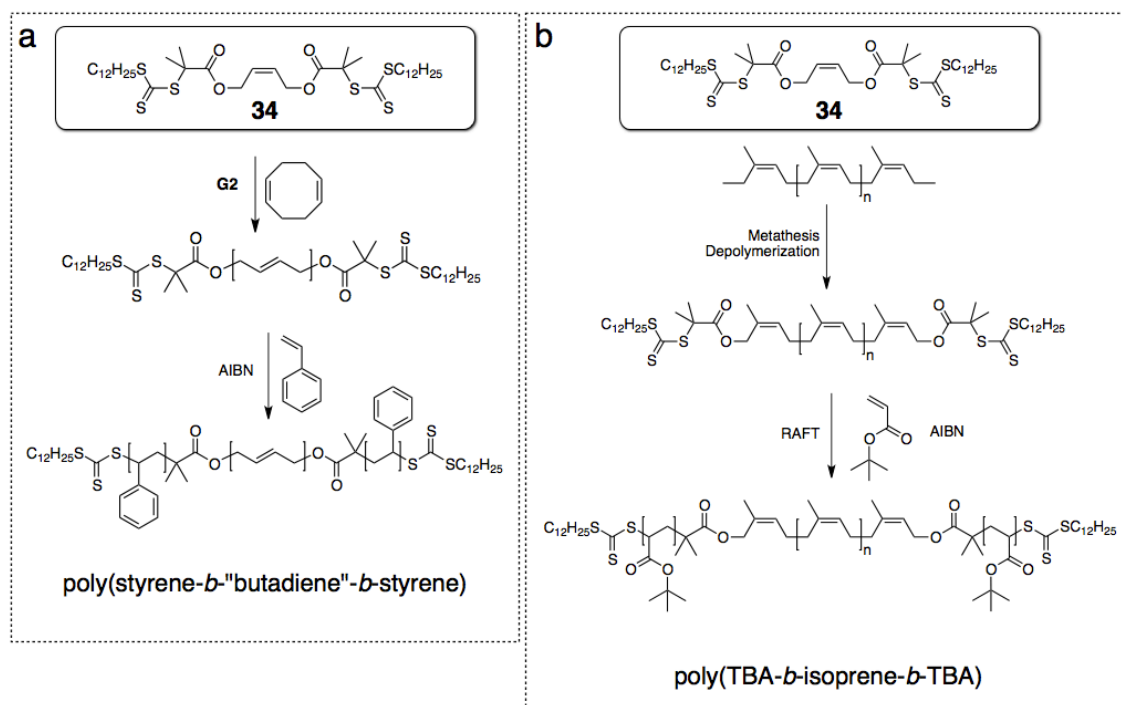 a
C12H25S
S
S
O
O
O
O
S
S
SC12H25
34
G2
C12H25S
S
S
O
O
O
O
S
S
SC12H25
AIBN
C12H25S
S
S
O
O
O
O
S
S
SC12H25
poly(styrene-b-"butadiene"-b-styrene)
b
C12H25S
S
S
O
O
O
O
S
S
SC12H25
34
n
Metathesis
Depolymerization
C12H25S
S
S
O
O
n
O
O
S
S
SC12H25
RAFT
O
O
AIBN
C12H25S
S
S
O
O
O
O
n
O
O
O
O
S
S
SC12H25
poly(TBA-b-isoprene-b-TBA)